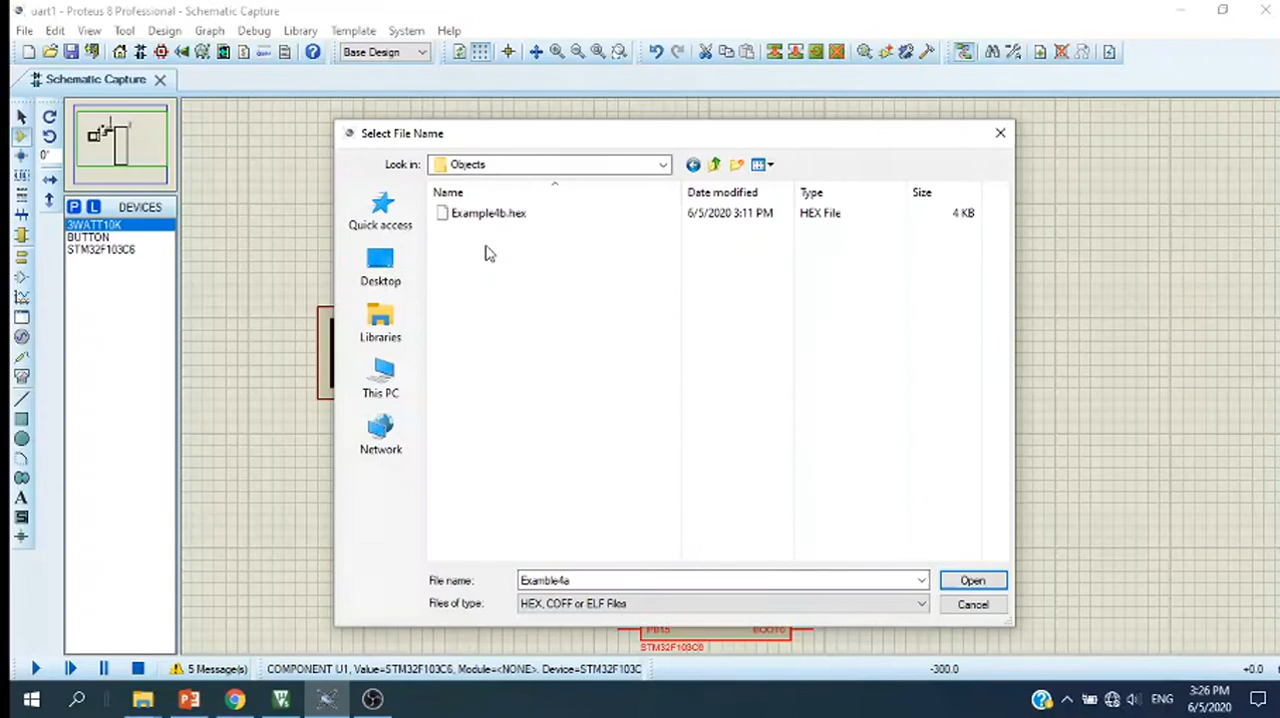 uart1 - Proteus 8 Professional - Schematic Capture
File Edit View Tool Design Graph Debug Library Template System Help
Base Design
Schematic Capture
Select File Name
Look in: Objects
Name Date modified Type Size
Example4b.hex 6/5/2020 3:11 PM HEX File 4 KB
Quick access
Desktop
Libraries
This PC
Network
0°
P L DEVICES
3WATT10K
BUTTON
STM32F103C6
File name: Example4a Open
Files of type: HEX, COFF or ELF Files Cancel
PB15 BOOT0
STM32F103C6
5 Message(s) COMPONENT U1, Value=STM32F103C6, Module=<NONE>. Device=STM32F103C -300.0 +0.0
ENG 3:26 PM
6/5/2020